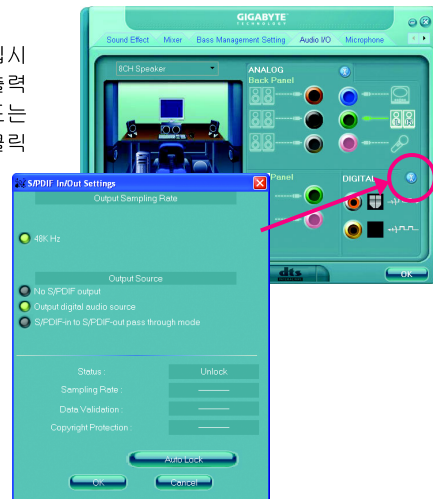 십시
출력
또는
클릭
GIGABYTE
TECHNOLOGY
Sound Effect Mixer Bass Management Setting Audio I/O Microphone
8CH Speaker
ANALOG
Back Panel
DIGITAL
dts
OK
S/PDIF In/Out Settings
Output Sampling Rate
48K Hz
Output Source
No S/PDIF output
Output digital audio source
S/PDIF-in to S/PDIF-out pass through mode
Status : Unlock
Sampling Rate :
Data Validation :
Copyright Protection :
Auto Lock
OK Cancel